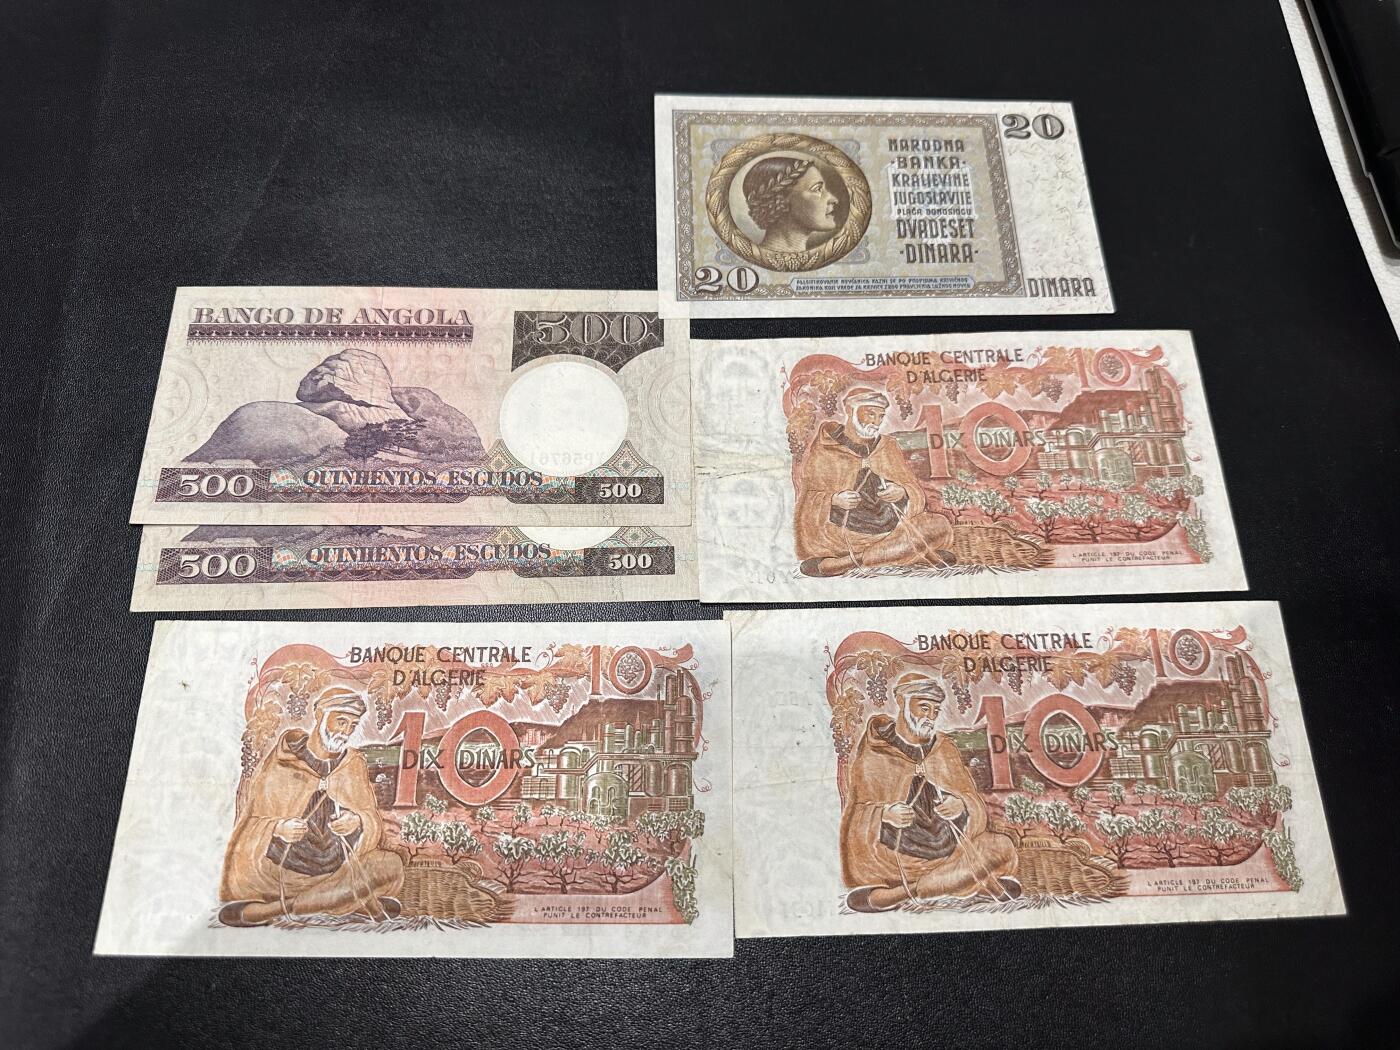 20
NARODNA
·BANKA·
KRALJEVINE
JUGOSLAVIJE
PLAĆA DONOSIOCU
DVADESET
·DINARA·
20
DINARA
BANCO DE ANGOLA
500
QUINHENTOS ESCUDOS
500
500
QUINHENTOS ESCUDOS
500
500
BANQUE CENTRALE
D'ALGERIE
10
10
DIX DINARS
L'ARTICLE 197 DU CODE PENAL
PUNIT LE CONTREFACTEUR
BANQUE CENTRALE
D'ALGERIE
10
10
DIX DINARS
L'ARTICLE 197 DU CODE PENAL
PUNIT LE CONTREFACTEUR
BANQUE CENTRALE
D'ALGERIE
10
10
DIX DINARS
L'ARTICLE 197 DU CODE PENAL
PUNIT LE CONTREFACTEUR